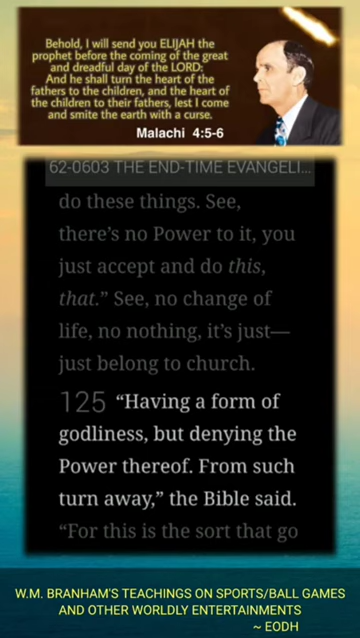 Behold, I will send you ELIJAH the
prophet before the coming of the great
and dreadful day of the LORD:
And he shall turn the heart of the
fathers to the children, and the heart of
the children to their fathers, lest I come
and smite the earth with a curse.
Malachi 4:5-6
62-0603 THE END-TIME EVANGELI...
do these things. See,
there’s no Power to it, you
just accept and do this,
that.” See, no change of
life, no nothing, it’s just—
just belong to church.
125 “Having a form of
godliness, but denying the
Power thereof. From such
turn away,” the Bible said.
“For this is the sort that go
W.M. BRANHAM'S TEACHINGS ON SPORTS/BALL GAMES
AND OTHER WORLDLY ENTERTAINMENTS
~ EODH